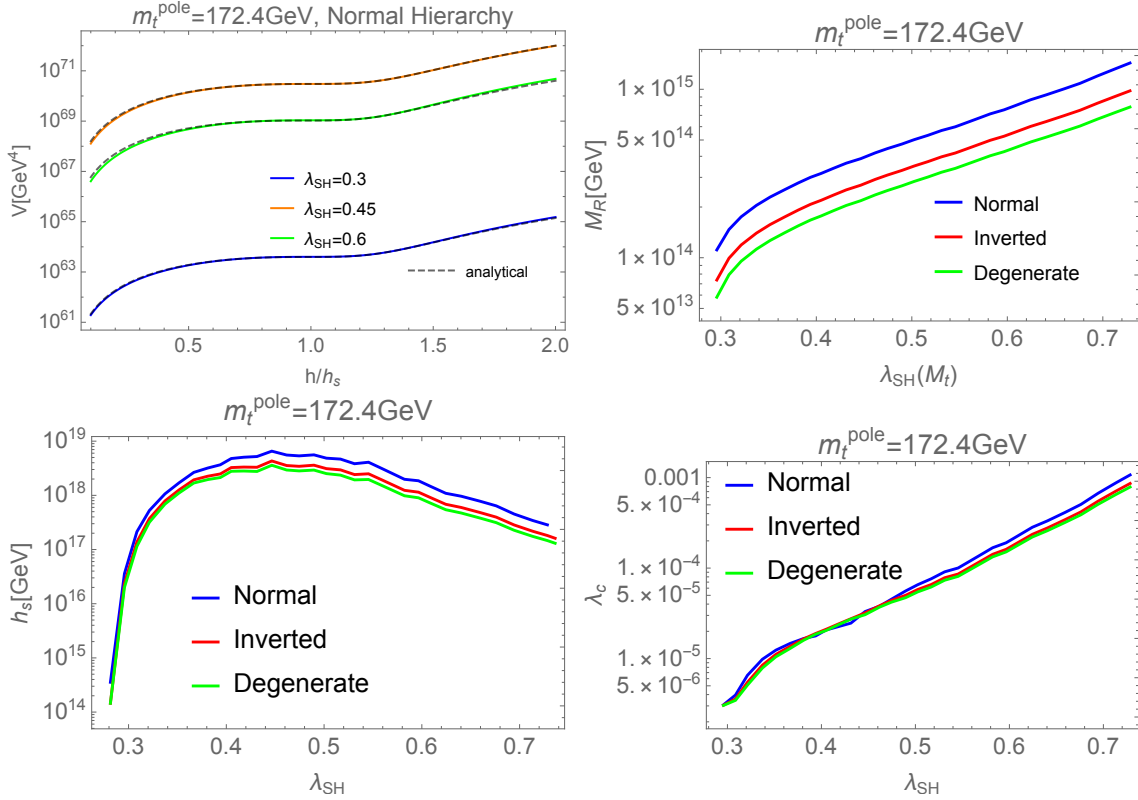 m_t^pole=172.4GeV, Normal Hierarchy
V[GeV^4]
10^71
10^69
10^67
10^65
10^63
10^61
λ_SH=0.3
λ_SH=0.45
λ_SH=0.6
analytical
0.5 1.0 1.5 2.0
h/h_s
m_t^pole=172.4GeV
M_R[GeV]
1 × 10^15
5 × 10^14
1 × 10^14
5 × 10^13
Normal
Inverted
Degenerate
0.3 0.4 0.5 0.6 0.7
λ_SH(M_t)
m_t^pole=172.4GeV
h_s[GeV]
10^19
10^18
10^17
10^16
10^15
10^14
Normal
Inverted
Degenerate
0.3 0.4 0.5 0.6 0.7
λ_SH
m_t^pole=172.4GeV
λ_c
0.001
5. × 10^-4
1. × 10^-4
5. × 10^-5
1. × 10^-5
5. × 10^-6
Normal
Inverted
Degenerate
0.3 0.4 0.5 0.6 0.7
λ_SH